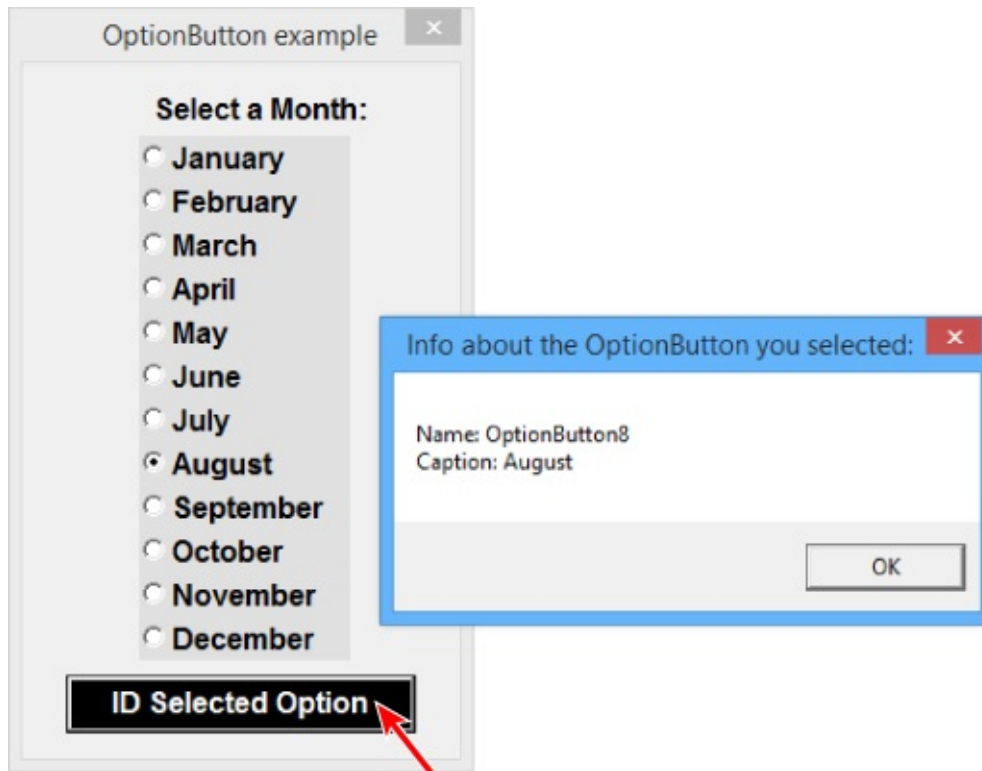 OptionButton example
Select a Month:
January
February
March
April
May
June
July
August
September
October
November
December
ID Selected Option
Info about the OptionButton you selected:
Name: OptionButton8
Caption: August
OK